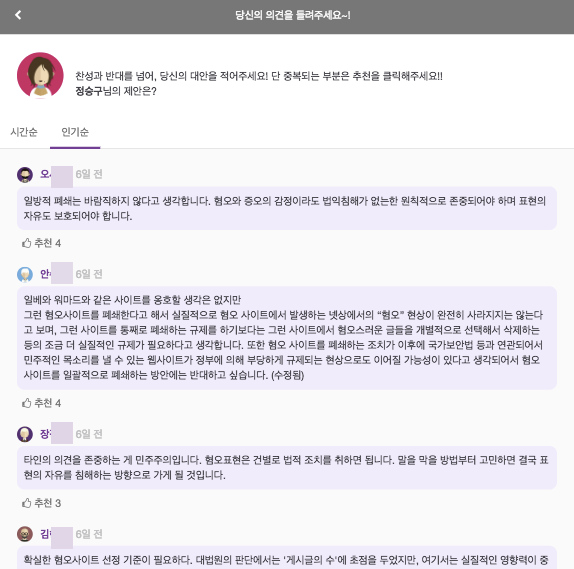 당신의 의견을 들려주세요~!
찬성과 반대를 넘어, 당신의 대안을 적어주세요! 단 중복되는 부분은 추천을 클릭해주세요!!
정승구님의 제안은?
시간순
인기순
오 6일 전
일방적 폐쇄는 바람직하지 않다고 생각합니다. 혐오와 증오의 감정이라도 법익침해가 없는한 원칙적으로 존중되어야 하며 표현의
자유도 보호되어야 합니다.
추천 4
안 6일 전
일베와 워마드와 같은 사이트를 옹호할 생각은 없지만
그런 혐오사이트를 폐쇄한다고 해서 실질적으로 혐오 사이트에서 발생하는 넷상에서의 “혐오” 현상이 완전히 사라지지는 않는다
고 보며, 그런 사이트를 통째로 폐쇄하는 규제를 하기보다는 그런 사이트에서 혐오스러운 글들을 개별적으로 선택해서 삭제하는
등의 조금 더 실질적인 규제가 필요하다고 생각합니다. 또한 혐오 사이트를 폐쇄하는 조치가 이후에 국가보안법 등과 연관되어서
민주적인 목소리를 낼 수 있는 웹사이트가 정부에 의해 부당하게 규제되는 현상으로도 이어질 가능성이 있다고 생각되어서 혐오
사이트를 일괄적으로 폐쇄하는 방안에는 반대하고 싶습니다. (수정됨)
추천 4
장 6일 전
타인의 의견을 존중하는 게 민주주의입니다. 혐오표현은 건별로 법적 조치를 취하면 됩니다. 말을 막을 방법부터 고민하면 결국 표
현의 자유를 침해하는 방향으로 가게 될 것입니다.
추천 3
김 6일 전
확실한 혐오사이트 선정 기준이 필요하다. 대법원의 판단에서는 '게시글의 수'에 초점을 두었지만, 여기서는 실질적인 영향력이 중